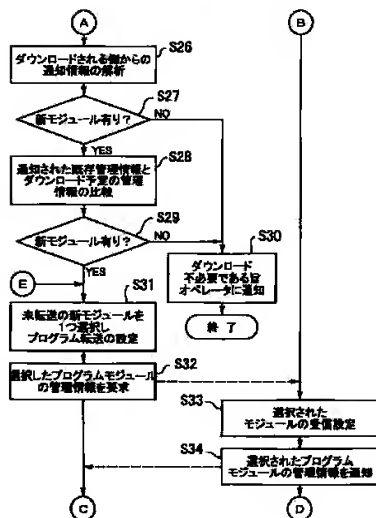 A
B
S26
ダウンロードされる側からの
通知情報の解析
S27
新モジュール有り?
NO
YES
S28
通知された既存管理情報と
ダウンロード予定の管理
情報の比較
S29
新モジュール有り?
NO
YES
S30
ダウンロード
不必要である旨
オペレータに通知
終了
E
S31
未転送の新モジュールを
1つ選択し
プログラム転送の設定
S32
選択したプログラムモジュール
の管理情報を要求
S33
選択された
モジュールの受信設定
S34
選択されたプログラム
モジュールの管理情報を通知
C
D